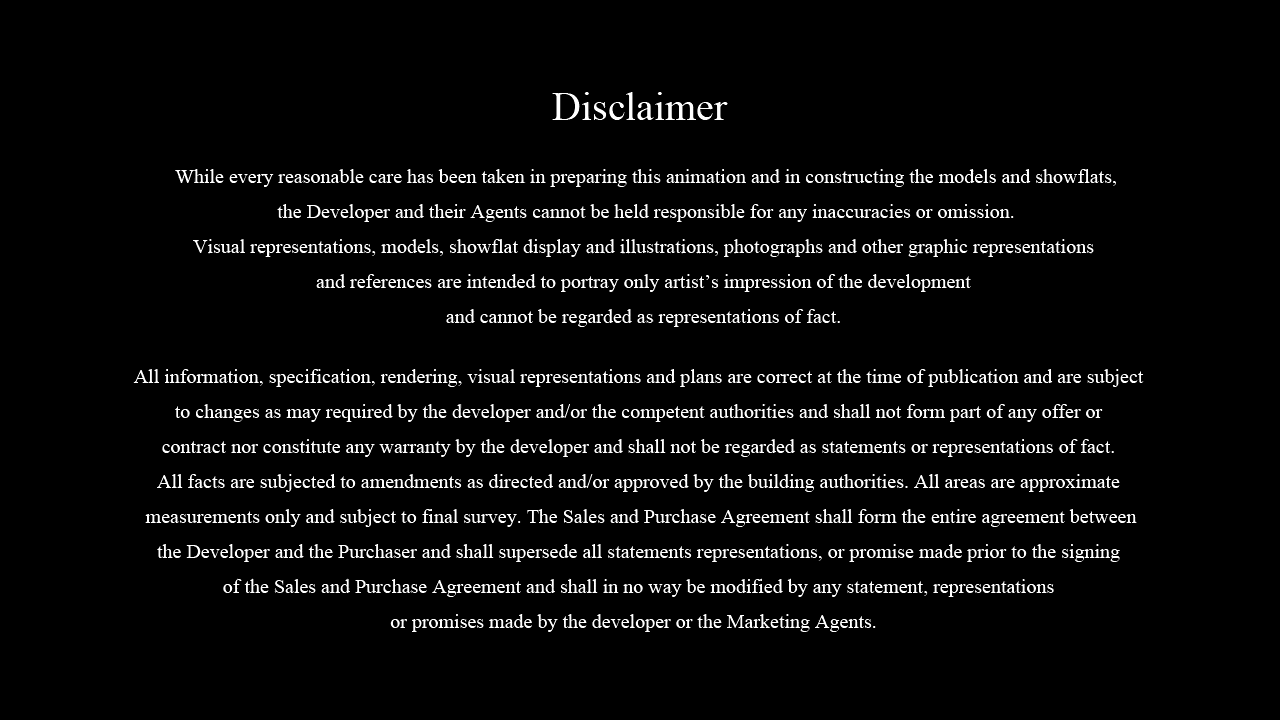 Disclaimer
While every reasonable care has been taken in preparing this animation and in constructing the models and showflats,
the Developer and their Agents cannot be held responsible for any inaccuracies or omission.
Visual representations, models, showflat display and illustrations, photographs and other graphic representations
and references are intended to portray only artist’s impression of the development
and cannot be regarded as representations of fact.
All information, specification, rendering, visual representations and plans are correct at the time of publication and are subject
to changes as may required by the developer and/or the competent authorities and shall not form part of any offer or
contract nor constitute any warranty by the developer and shall not be regarded as statements or representations of fact.
All facts are subjected to amendments as directed and/or approved by the building authorities. All areas are approximate
measurements only and subject to final survey. The Sales and Purchase Agreement shall form the entire agreement between
the Developer and the Purchaser and shall supersede all statements representations, or promise made prior to the signing
of the Sales and Purchase Agreement and shall in no way be modified by any statement, representations
or promises made by the developer or the Marketing Agents.